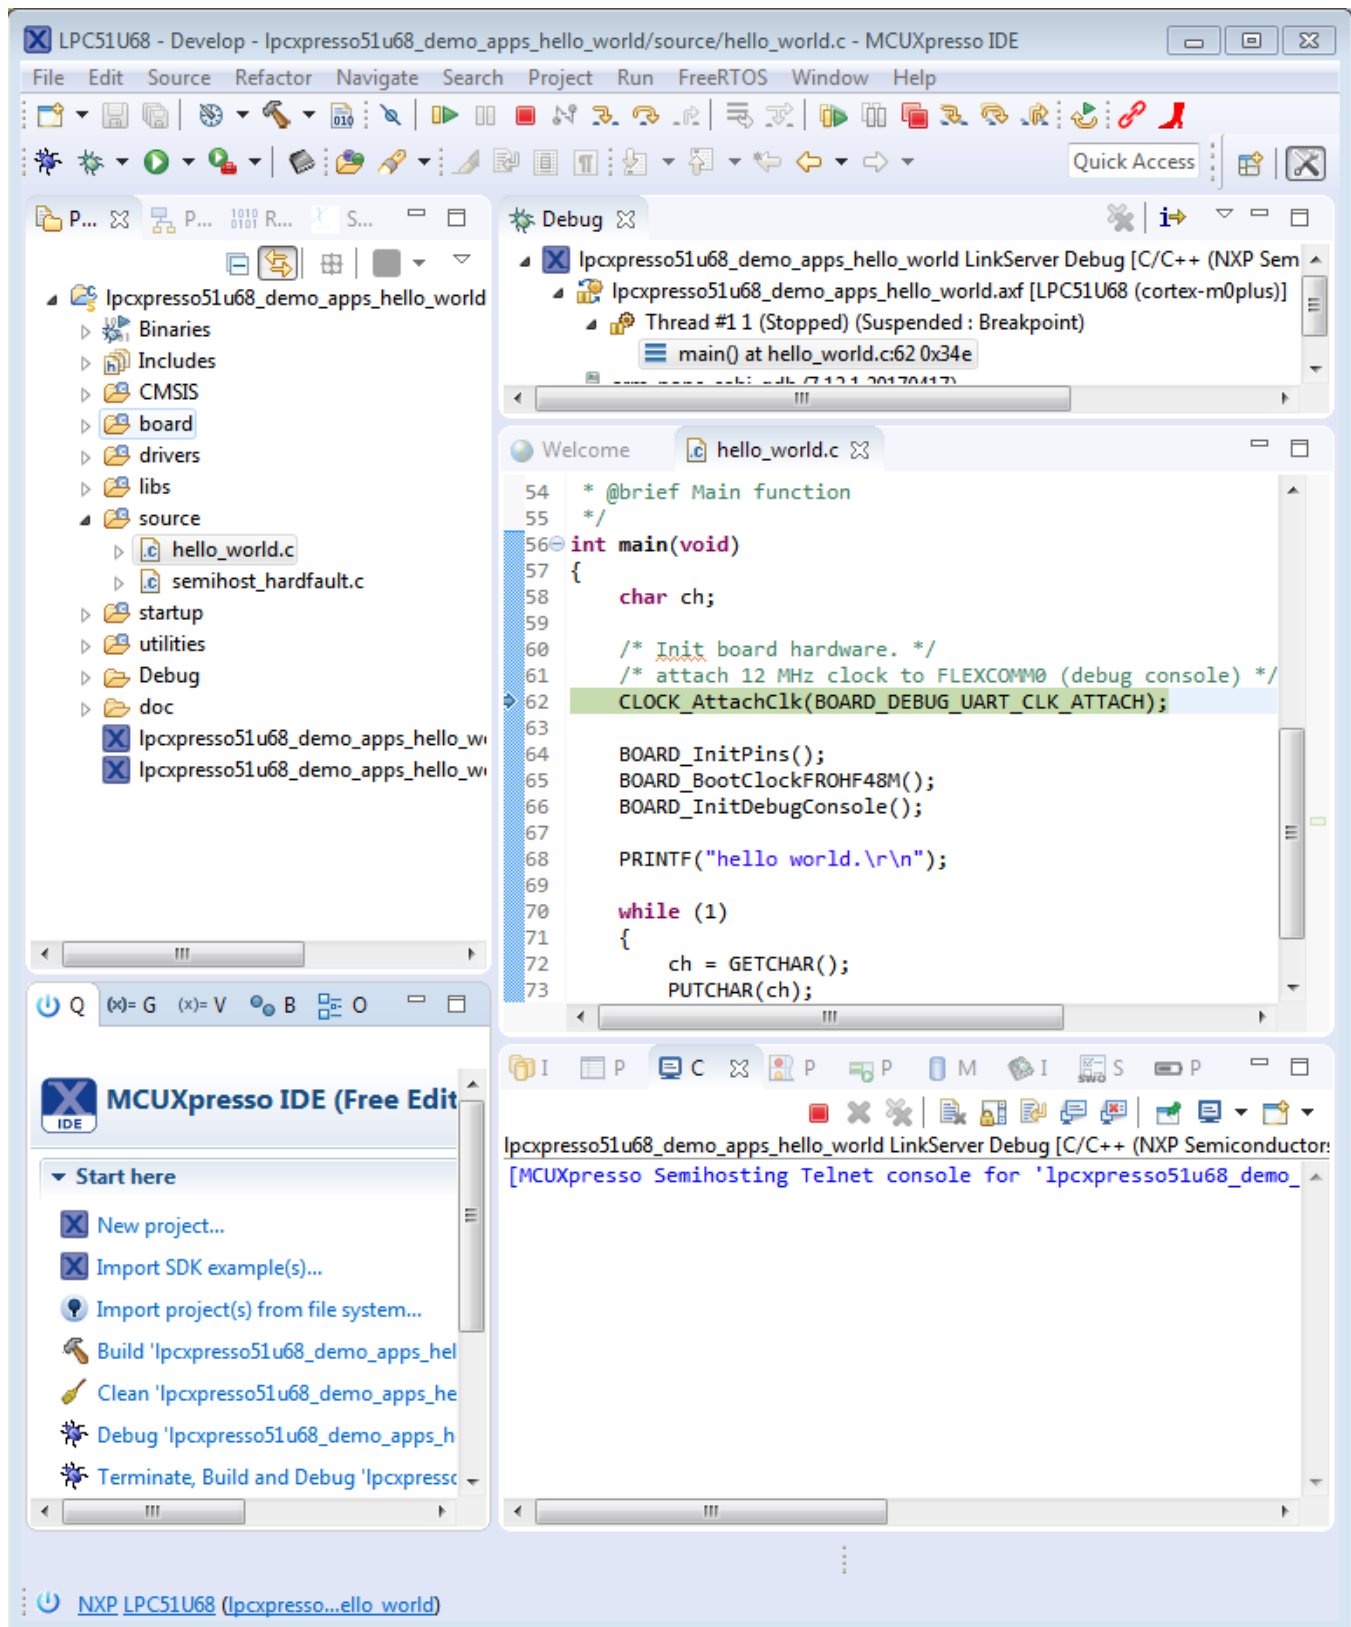 LPC51U68 - Develop - lpcxpresso51u68_demo_apps_hello_world/source/hello_world.c - MCUXpresso IDE
File Edit Source Refactor Navigate Search Project Run FreeRTOS Window Help
Quick Access
P... P... R... S...
lpcxpresso51u68_demo_apps_hello_world
Binaries
Includes
CMSIS
board
drivers
libs
source
hello_world.c
semihost_hardfault.c
startup
utilities
Debug
doc
lpcxpresso51u68_demo_apps_hello_w
lpcxpresso51u68_demo_apps_hello_w
Debug
lpcxpresso51u68_demo_apps_hello_world LinkServer Debug [C/C++ (NXP Sem
lpcxpresso51u68_demo_apps_hello_world.axf [LPC51U68 (cortex-m0plus)]
Thread #1 1 (Stopped) (Suspended : Breakpoint)
main() at hello_world.c:62 0x34e
Welcome hello_world.c
54 * @brief Main function
55 */
56 int main(void)
57 {
58 char ch;
59
60 /* Init board hardware. */
61 /* attach 12 MHz clock to FLEXCOMM0 (debug console) */
62 CLOCK_AttachClk(BOARD_DEBUG_UART_CLK_ATTACH);
63
64 BOARD_InitPins();
65 BOARD_BootClockFROHF48M();
66 BOARD_InitDebugConsole();
67
68 PRINTF("hello world.\r\n");
69
70 while (1)
71 {
72 ch = GETCHAR();
73 PUTCHAR(ch);
Q (x)= G (x)= V B O
MCUXpresso IDE (Free Edit
IDE
Start here
New project...
Import SDK example(s)...
Import project(s) from file system...
Build 'lpcxpresso51u68_demo_apps_hel
Clean 'lpcxpresso51u68_demo_apps_he
Debug 'lpcxpresso51u68_demo_apps_h
Terminate, Build and Debug 'lpcxpresso
I P C P P M I S P
lpcxpresso51u68_demo_apps_hello_world LinkServer Debug [C/C++ (NXP Semiconductors
[MCUXpresso Semihosting Telnet console for 'lpcxpresso51u68_demo_
NXP LPC51U68 (lpcxpresso...ello_world)